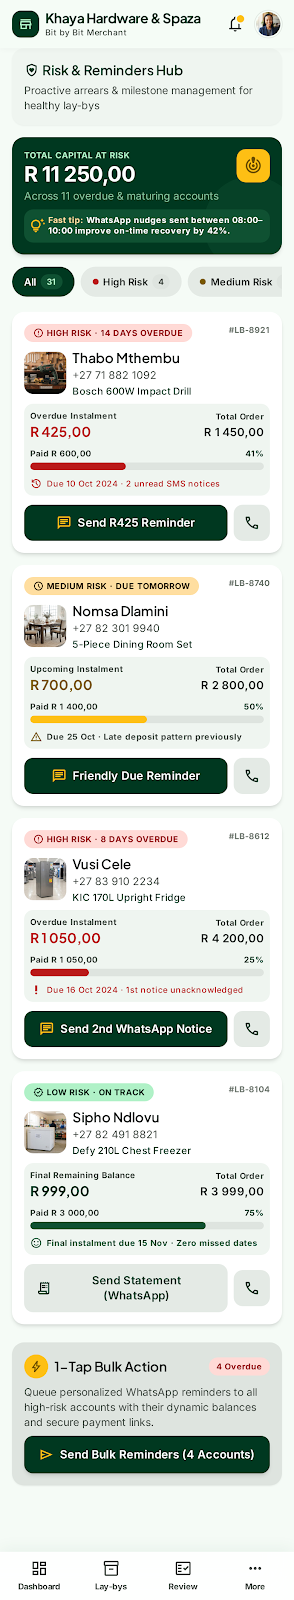 Khaya Hardware & Spaza
Bit by Bit Merchant
Risk & Reminders Hub
Proactive arrears & milestone management for
healthy lay-bys
TOTAL CAPITAL AT RISK
R 11 250,00
Across 11 overdue & maturing accounts
Fast tip: WhatsApp nudges sent between 08:00–
10:00 improve on-time recovery by 42%.
All 31
High Risk 4
Medium Risk
HIGH RISK · 14 DAYS OVERDUE
#LB-8921
Thabo Mthembu
+27 71 882 1092
Bosch 600W Impact Drill
Overdue Instalment Total Order
R 425,00 R 1 450,00
Paid R 600,00 41%
Due 10 Oct 2024 · 2 unread SMS notices
Send R425 Reminder
MEDIUM RISK · DUE TOMORROW
#LB-8740
Nomsa Dlamini
+27 82 301 9940
5-Piece Dining Room Set
Upcoming Instalment Total Order
R 700,00 R 2 800,00
Paid R 1 400,00 50%
Due 25 Oct · Late deposit pattern previously
Friendly Due Reminder
HIGH RISK · 8 DAYS OVERDUE
#LB-8612
Vusi Cele
+27 83 910 2234
KIC 170L Upright Fridge
Overdue Instalment Total Order
R 1 050,00 R 4 200,00
Paid R 1 050,00 25%
Due 16 Oct 2024 · 1st notice unacknowledged
Send 2nd WhatsApp Notice
LOW RISK · ON TRACK
#LB-8104
Sipho Ndlovu
+27 82 491 8821
Defy 210L Chest Freezer
Final Remaining Balance Total Order
R 999,00 R 3 999,00
Paid R 3 000,00 75%
Final instalment due 15 Nov · Zero missed dates
Send Statement
(WhatsApp)
1-Tap Bulk Action
4 Overdue
Queue personalized WhatsApp reminders to all
high-risk accounts with their dynamic balances
and secure payment links.
Send Bulk Reminders (4 Accounts)
Dashboard Lay-bys Review More